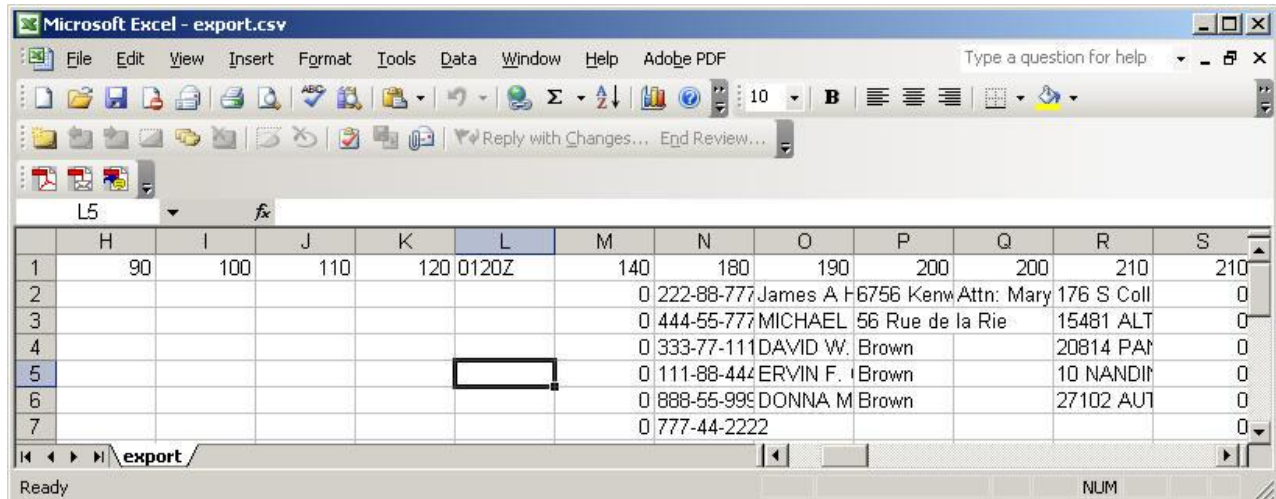 Microsoft Excel - export.csv
File Edit View Insert Format Tools Data Window Help Adobe PDF Type a question for help
10 B
Reply with Changes... End Review...
L5 fx
H I J K L M N O P Q R S
1 90 100 110 120 0120Z 140 180 190 200 200 210 210
2 0 222-88-777 James A H 6756 Kenw Attn: Mary 176 S Coll 0
3 0 444-55-777 MICHAEL 56 Rue de la Rie 15481 ALT 0
4 0 333-77-111 DAVID W. Brown 20814 PAN 0
5 0 111-88-444 ERVIN F. Brown 10 NANDIN 0
6 0 888-55-999 DONNA M Brown 27102 AUT 0
7 0 777-44-2222 0
export
Ready NUM